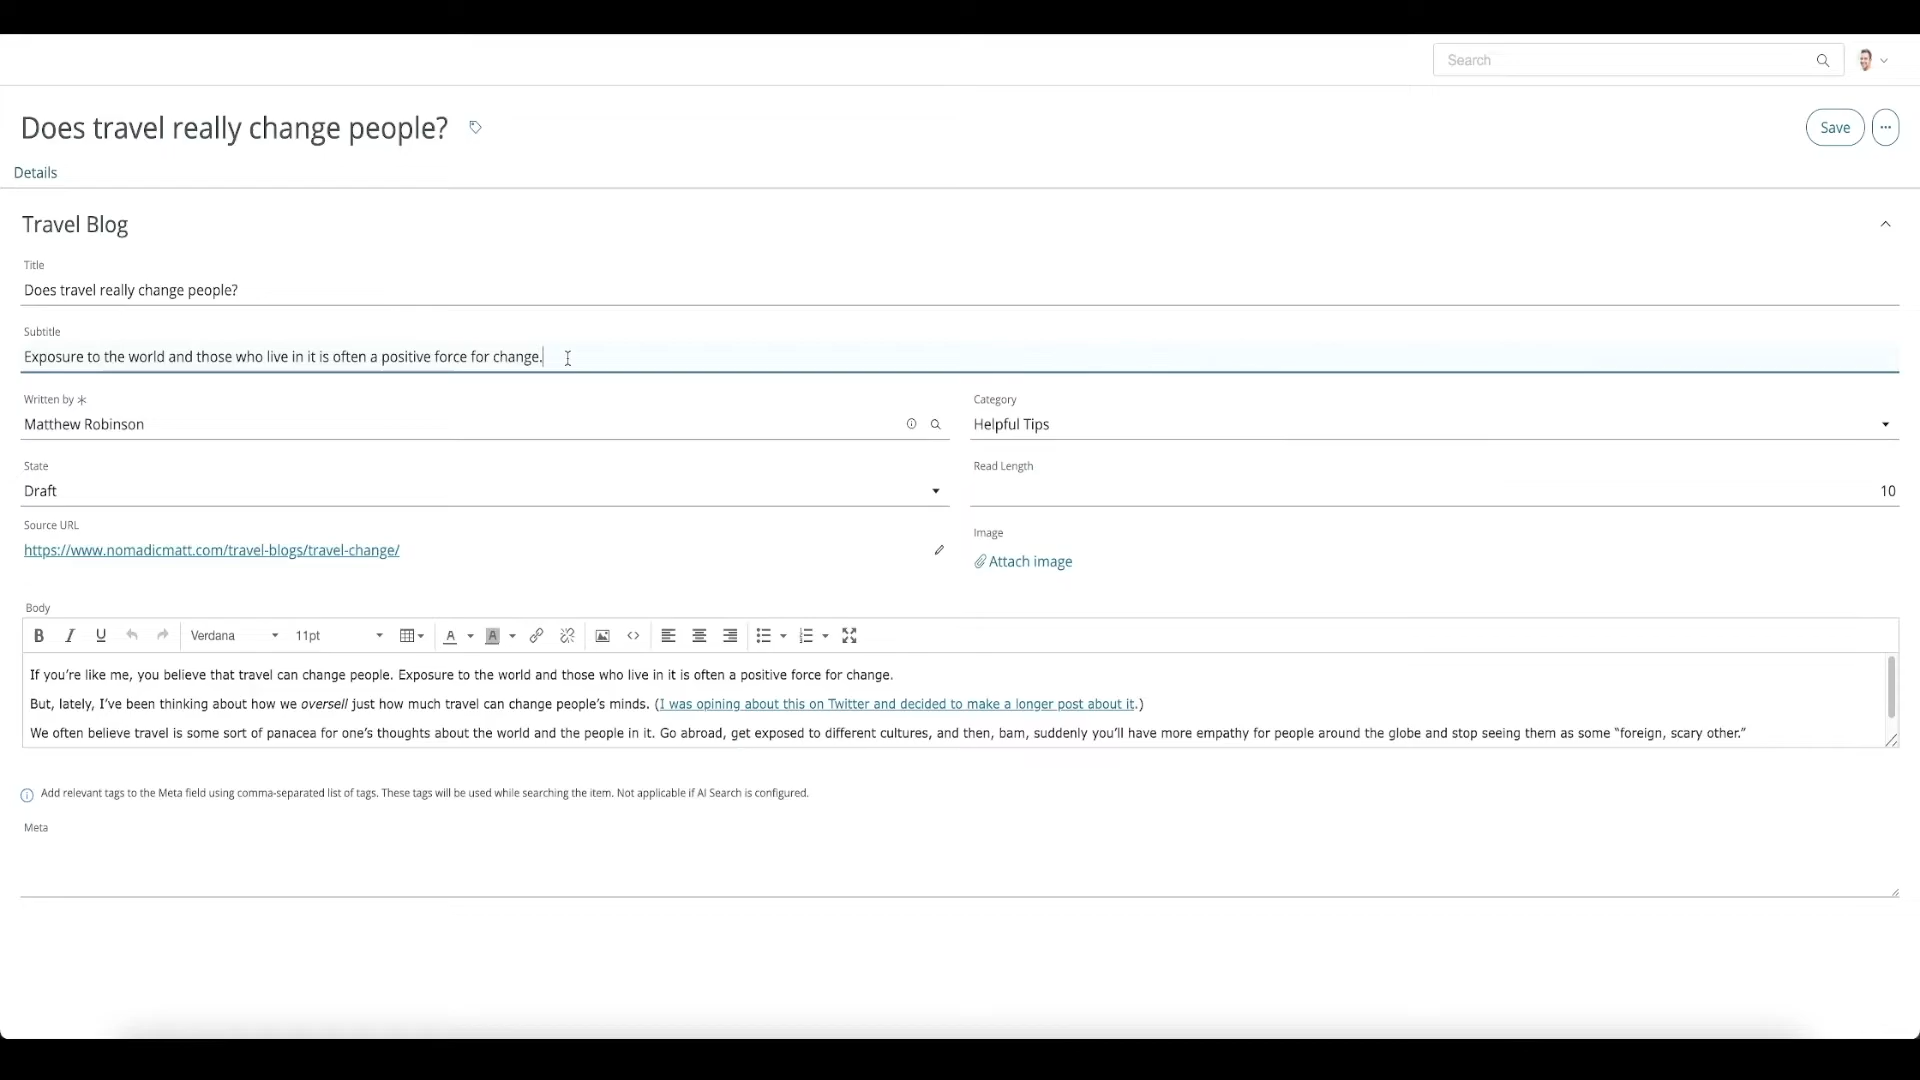 Search
Does travel really change people?
Save
Details
Travel Blog
Title
Does travel really change people?
Subtitle
Exposure to the world and those who live in it is often a positive force for change.
Written by
Matthew Robinson
Category
Helpful Tips
State
Draft
Read Length
10
Source URL
https://www.nomadicmatt.com/travel-blogs/travel-change/
Image
Attach image
Body
B I U Verdana 11pt A A
If you’re like me, you believe that travel can change people. Exposure to the world and those who live in it is often a positive force for change.
But, lately, I’ve been thinking about how we oversell just how much travel can change people’s minds. (I was opining about this on Twitter and decided to make a longer post about it.)
We often believe travel is some sort of panacea for one’s thoughts about the world and the people in it. Go abroad, get exposed to different cultures, and then, bam, suddenly you’ll have more empathy for people around the globe and stop seeing them as some “foreign, scary other.”
Add relevant tags to the Meta field using comma-separated list of tags. These tags will be used while searching the item. Not applicable if AI Search is configured.
Meta